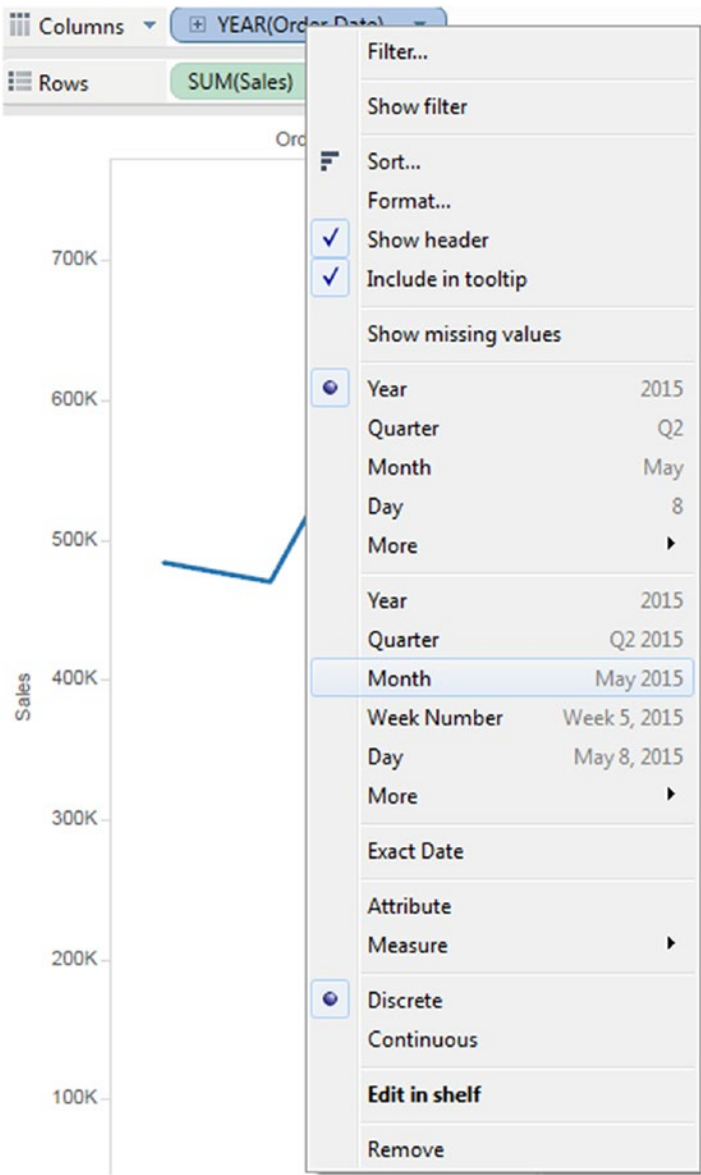 Columns YEAR(Order Date)
Rows SUM(Sales)
Filter...
Show filter
Sort...
Format...
Show header
Include in tooltip
Show missing values
Year 2015
Quarter Q2
Month May
Day 8
More
Year 2015
Quarter Q2 2015
Month May 2015
Week Number Week 5, 2015
Day May 8, 2015
More
Exact Date
Attribute
Measure
Discrete
Continuous
Edit in shelf
Remove
Ord
700K
600K
500K
400K
300K
200K
100K
Sales